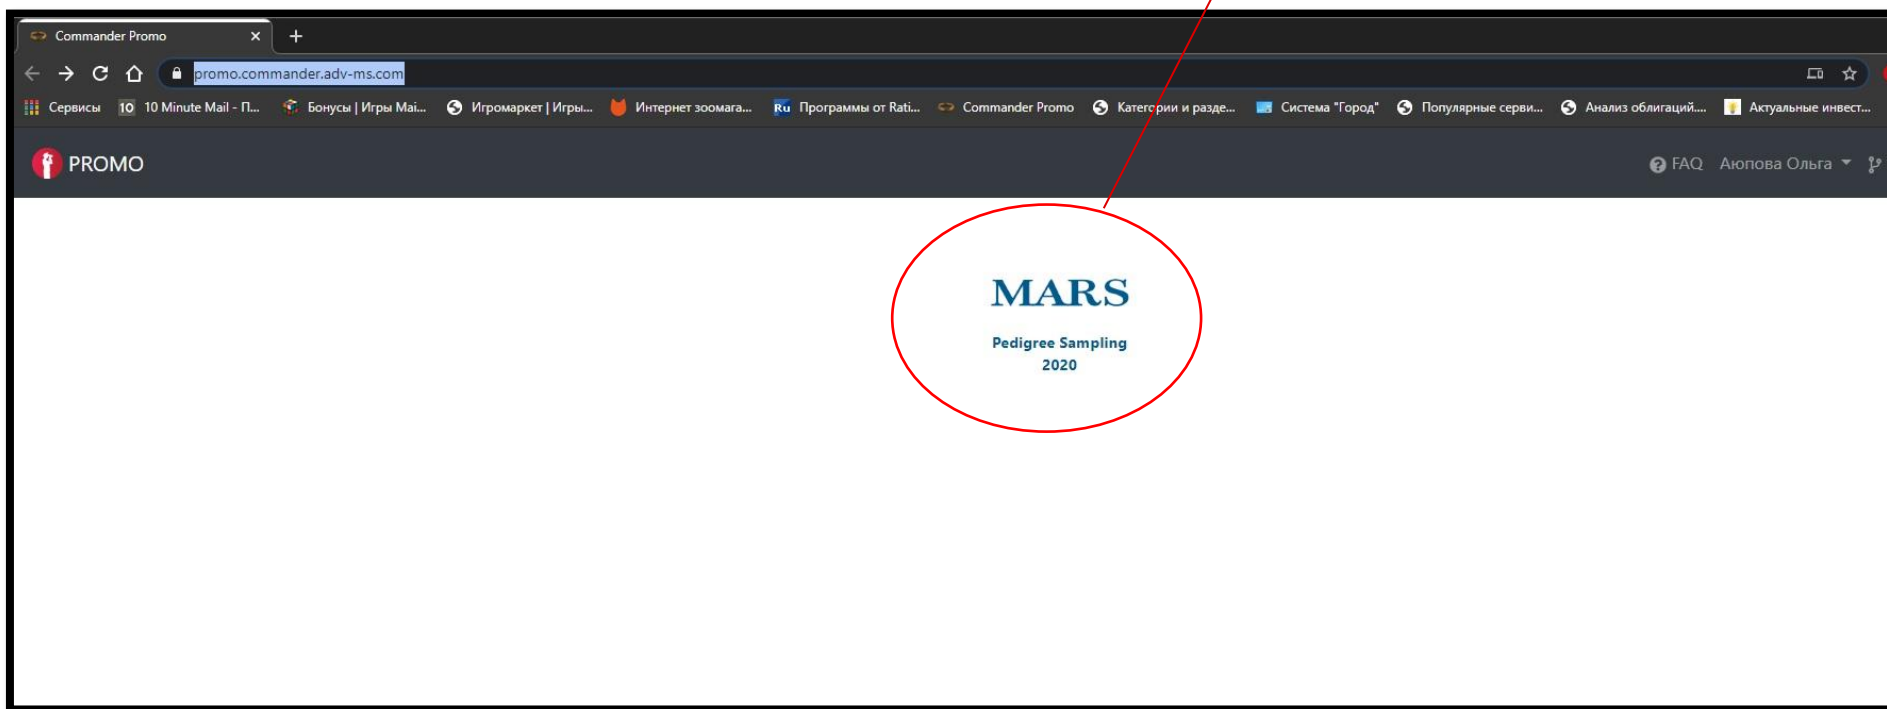 Commander Promo
promo.commander.adv-ms.com
Сервисы 10 10 Minute Mail - П... Бонусы | Игры Mai... Игромаркет | Игры... Интернет зоомага... Ru Программы от Rati... Commander Promo Категории и разде... Система "Город" Популярные серви... Анализ облигаций.... Актуальные инвест...
PROMO FAQ Аюпова Ольга
MARS
Pedigree Sampling
2020